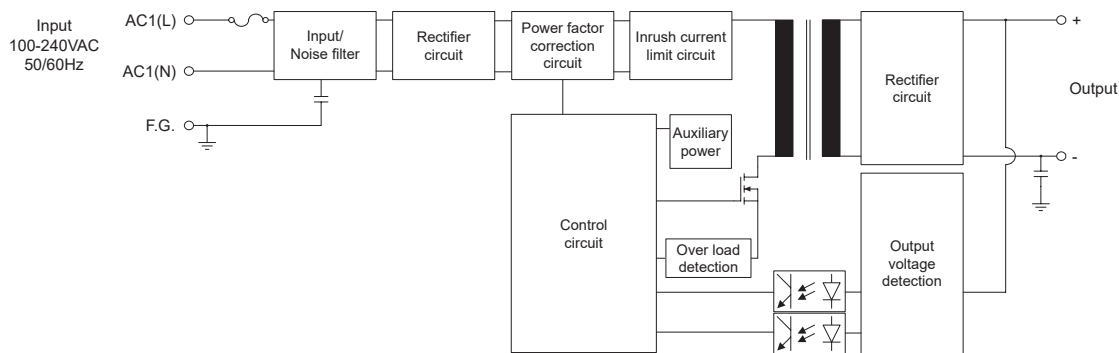 Input
100-240VAC
50/60Hz
AC1(L)
AC1(N)
F.G.
Input/
Noise filter
Rectifier
circuit
Power factor
correction
circuit
Inrush current
limit circuit
Rectifier
circuit
+
Output
-
Auxiliary
power
Control
circuit
Over load
detection
Output
voltage
detection